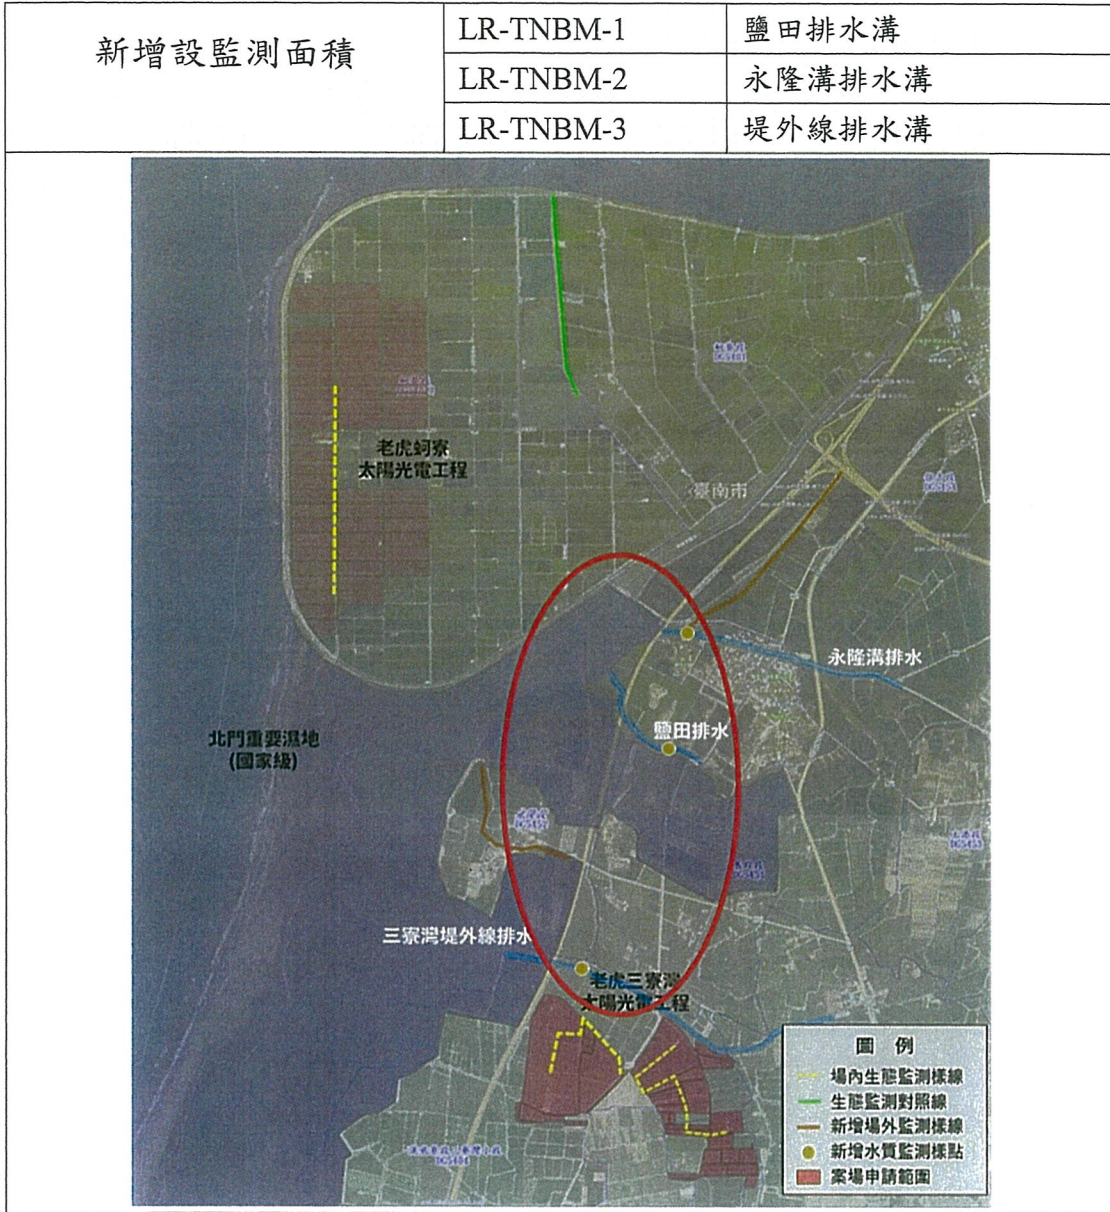 新增設監測面積
LR-TNBM-1 鹽田排水溝
LR-TNBM-2 永隆溝排水溝
LR-TNBM-3 堤外線排水溝
蚵寮段
DG5481
老虎蚵寮
太陽光電工程
臺南市
永隆溝排水
鹽田排水
北門重要濕地
(國家級)
三寮灣堤外線排水
老虎三寮灣
太陽光電工程
圖 例
場內生態監測樣線
生態監測對照線
新增場外監測樣線
新增水質監測樣點
案場申請範圍